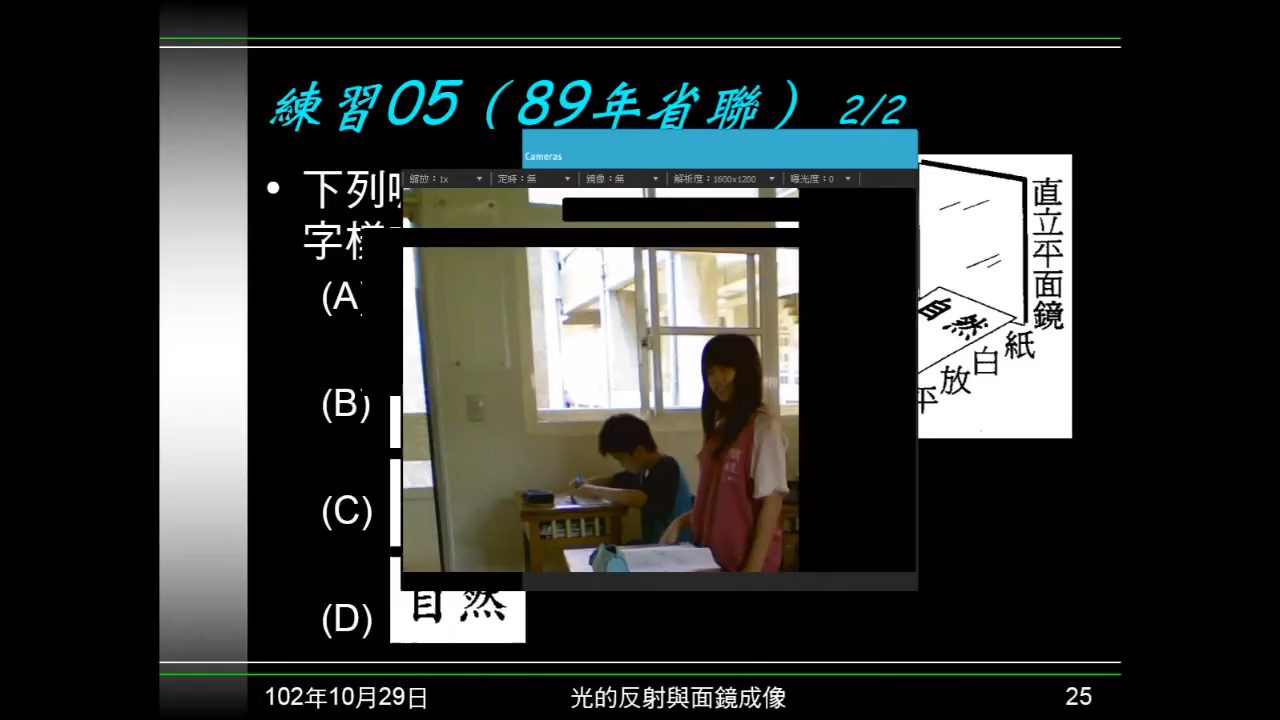 練習05（89年省聯） 2/2
Cameras
縮放：1x 定時：無 鏡像：無 解析度：1600x1200 曝光度：0
• 下列
字樣
(A)
(B)
(C)
(D) 自然
直立平面鏡
自然
平放白紙
102年10月29日 光的反射與面鏡成像 25